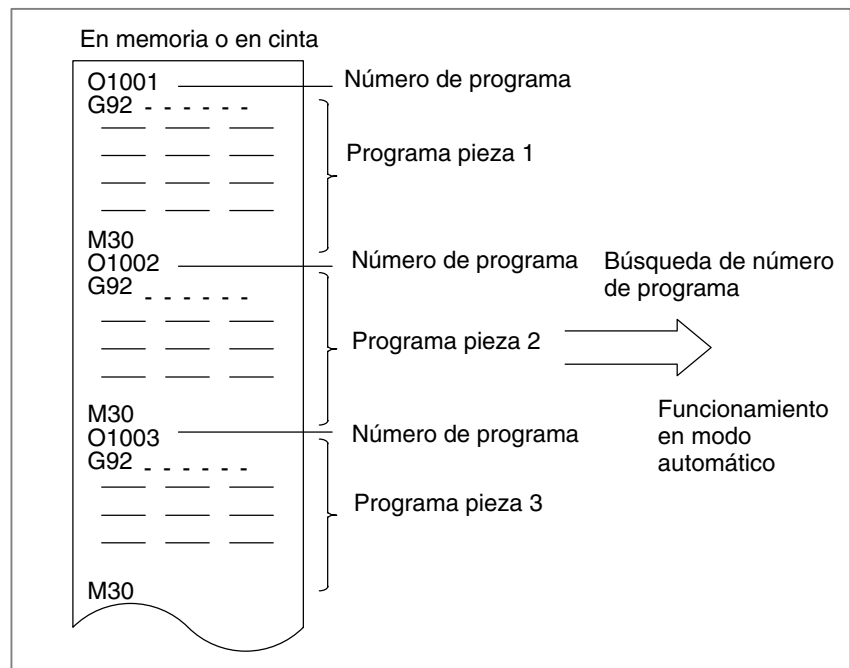 En memoria o en cinta
O1001
Número de programa
G92 - - - - - -
Programa pieza 1
M30
O1002
Número de programa
G92 - - - - - -
Programa pieza 2
M30
O1003
Número de programa
G92 - - - - - -
Programa pieza 3
M30
Búsqueda de número
de programa
Funcionamiento
en modo
automático